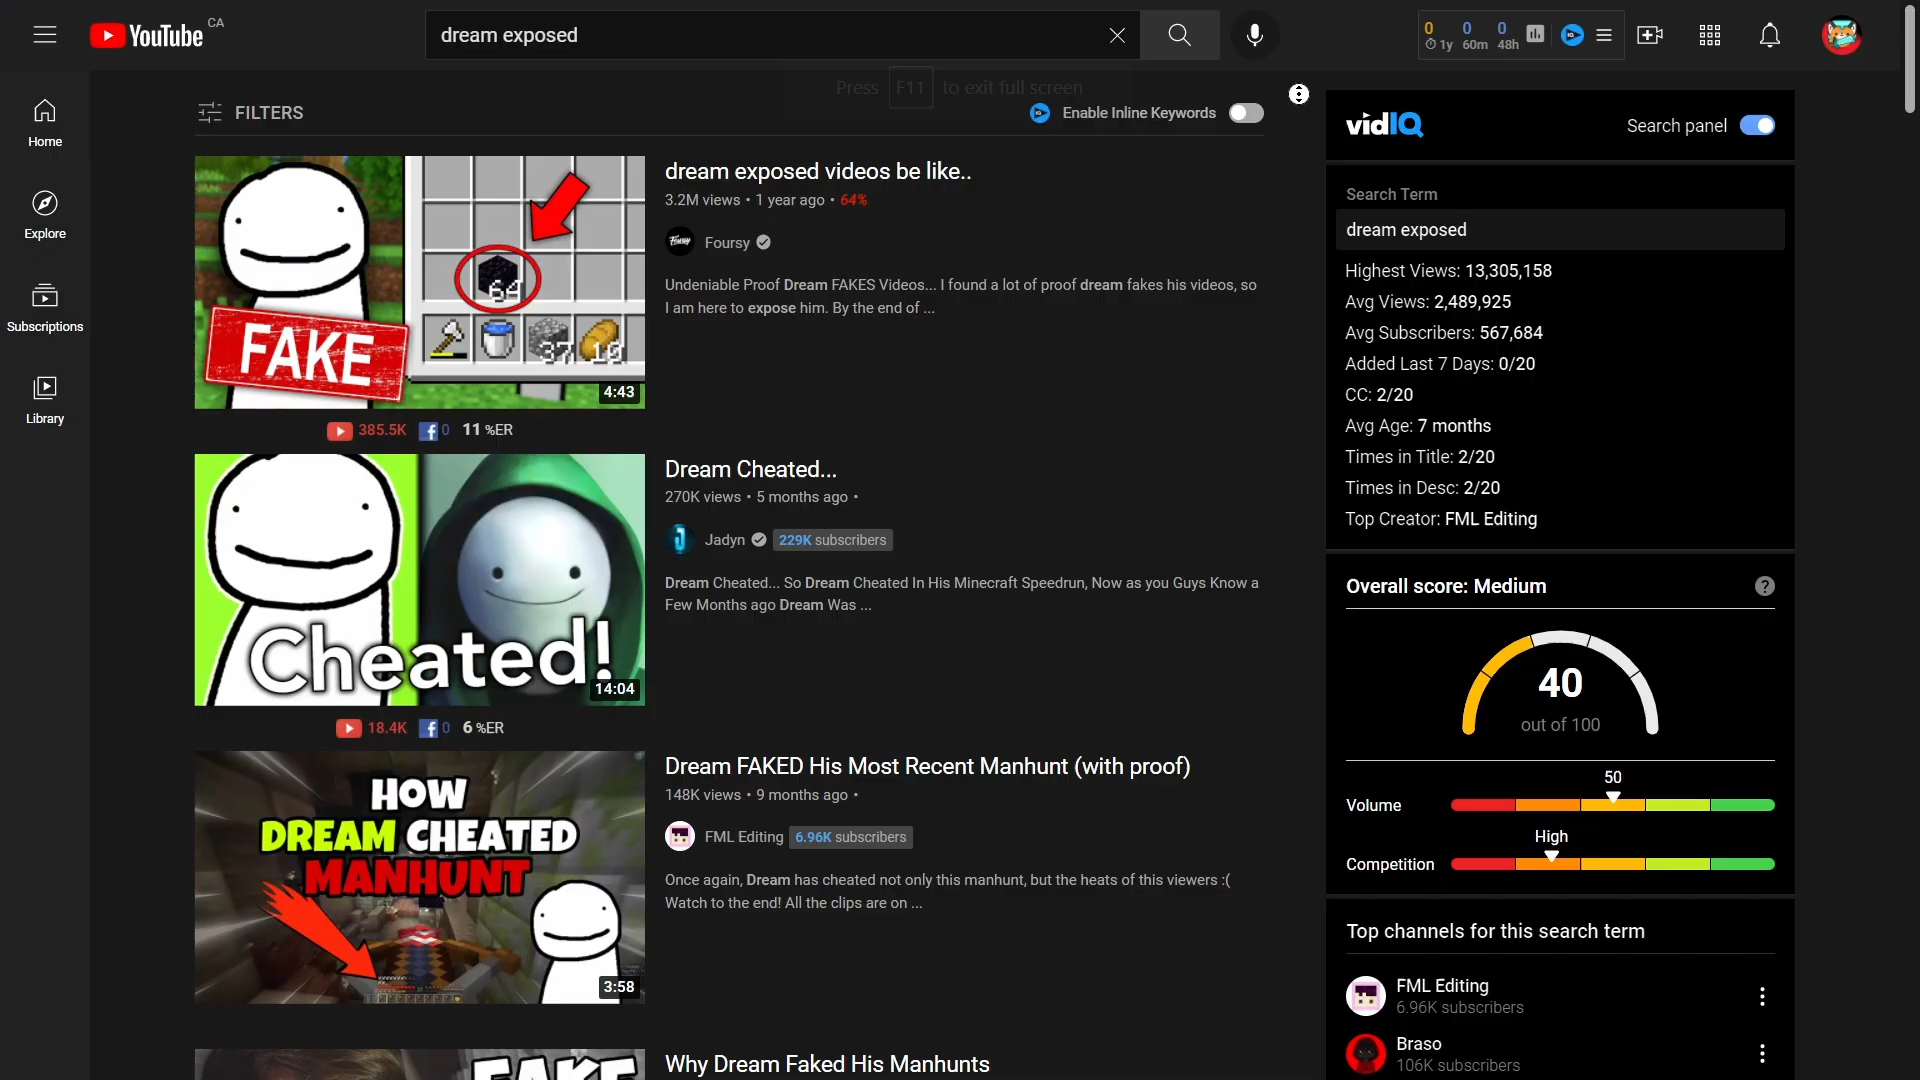 YouTube CA
dream exposed
0 0 0
1y 60m 48h
Press F11 to exit full screen
Home
Explore
Subscriptions
Library
FILTERS
Enable Inline Keywords
64
37 10
FAKE
4:43
dream exposed videos be like..
3.2M views • 1 year ago • 64%
Foursy
Undeniable Proof Dream FAKES Videos... I found a lot of proof dream fakes his videos, so
I am here to expose him. By the end of ...
385.5K 0 11 %ER
Cheated!
14:04
Dream Cheated...
270K views • 5 months ago •
Jadyn 229K subscribers
Dream Cheated... So Dream Cheated In His Minecraft Speedrun, Now as you Guys Know a
Few Months ago Dream Was ...
18.4K 0 6 %ER
HOW
DREAM CHEATED
MANHUNT
3:58
Dream FAKED His Most Recent Manhunt (with proof)
148K views • 9 months ago •
FML Editing 6.96K subscribers
Once again, Dream has cheated not only this manhunt, but the heats of this viewers :(
Watch to the end! All the clips are on ...
FAKE
Why Dream Faked His Manhunts
vidIQ
Search panel
Search Term
dream exposed
Highest Views: 13,305,158
Avg Views: 2,489,925
Avg Subscribers: 567,684
Added Last 7 Days: 0/20
CC: 2/20
Avg Age: 7 months
Times in Title: 2/20
Times in Desc: 2/20
Top Creator: FML Editing
Overall score: Medium ?
40
out of 100
50
Volume
High
Competition
Top channels for this search term
FML Editing
6.96K subscribers
Braso
106K subscribers